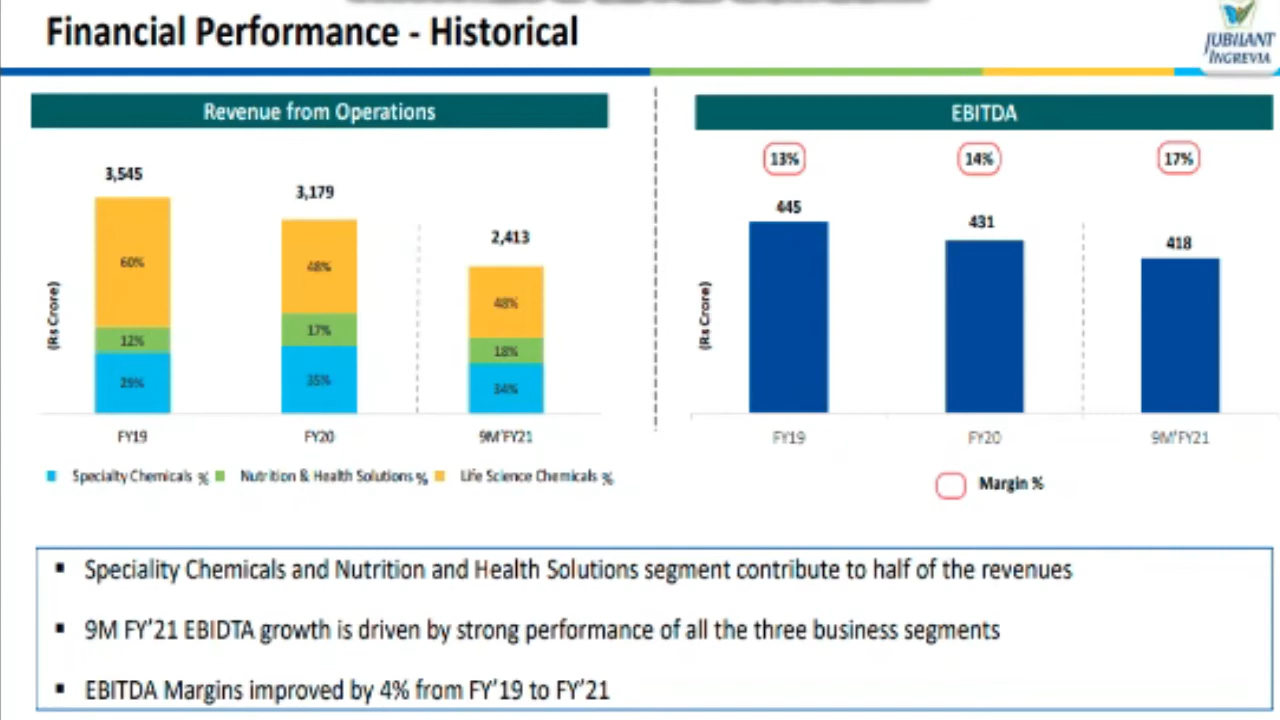 Financial Performance - Historical
JUBILANT
INGREVIA
Revenue from Operations
3,545
3,179
2,413
60%
48%
48%
12%
17%
18%
29%
35%
34%
(Rs Crore)
FY19
FY20
9M'FY21
Specialty Chemicals %
Nutrition & Health Solutions %
Life Science Chemicals %
EBITDA
13%
14%
17%
445
431
418
(Rs Crore)
FY19
FY20
9M'FY21
Margin %
▪ Speciality Chemicals and Nutrition and Health Solutions segment contribute to half of the revenues
▪ 9M FY'21 EBIDTA growth is driven by strong performance of all the three business segments
▪ EBITDA Margins improved by 4% from FY'19 to FY'21